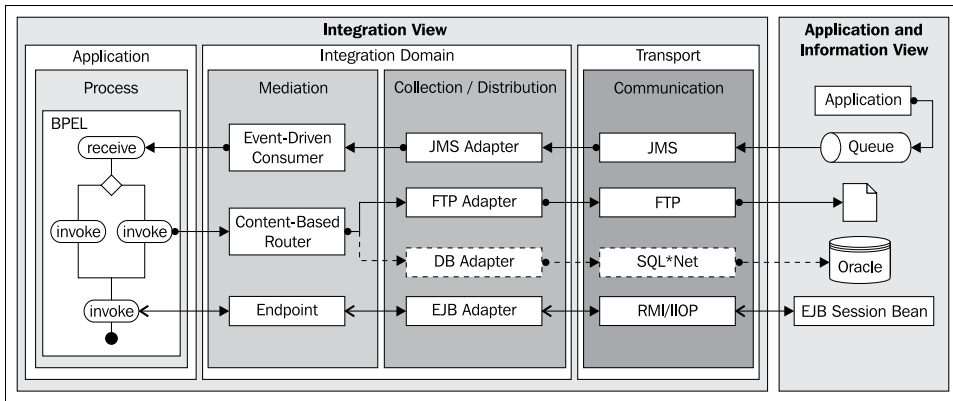 Integration View
Application and
Information View
Application
Integration Domain
Transport
Process
Mediation
Collection / Distribution
Communication
Application
BPEL
receive
Event-Driven
Consumer
JMS Adapter
JMS
Queue
invoke
invoke
Content-Based
Router
FTP Adapter
FTP
DB Adapter
SQL*Net
Oracle
invoke
Endpoint
EJB Adapter
RMI/IIOP
EJB Session Bean